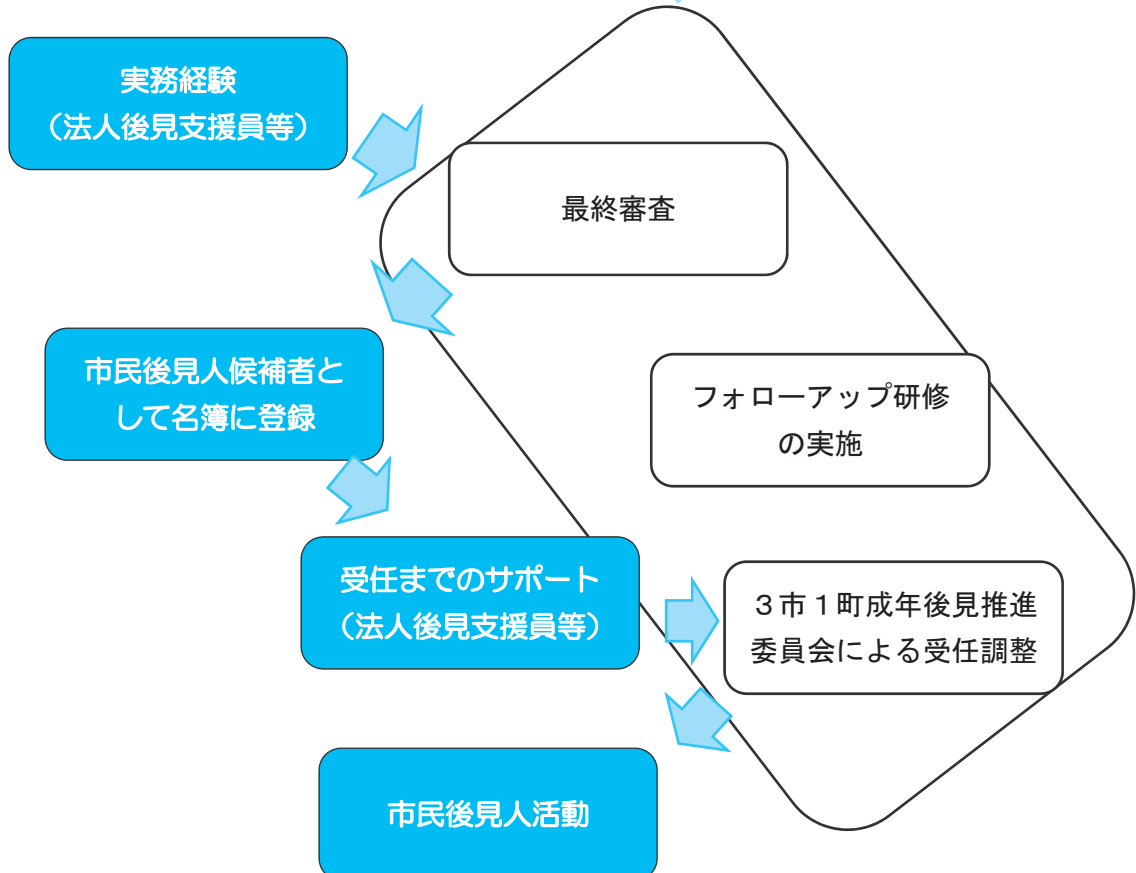 実務経験
（法人後見支援員等）
最終審査
市民後見人候補者と
して名簿に登録
フォローアップ研修
の実施
受任までのサポート
（法人後見支援員等）
３市１町成年後見推進
委員会による受任調整
市民後見人活動